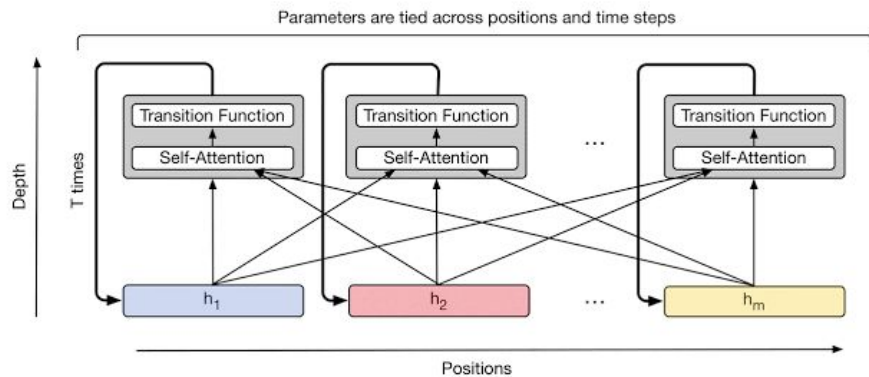 Parameters are tied across positions and time steps
Depth
T times
Transition Function
Self-Attention
h1
Transition Function
Self-Attention
h2
...
...
Transition Function
Self-Attention
hm
Positions